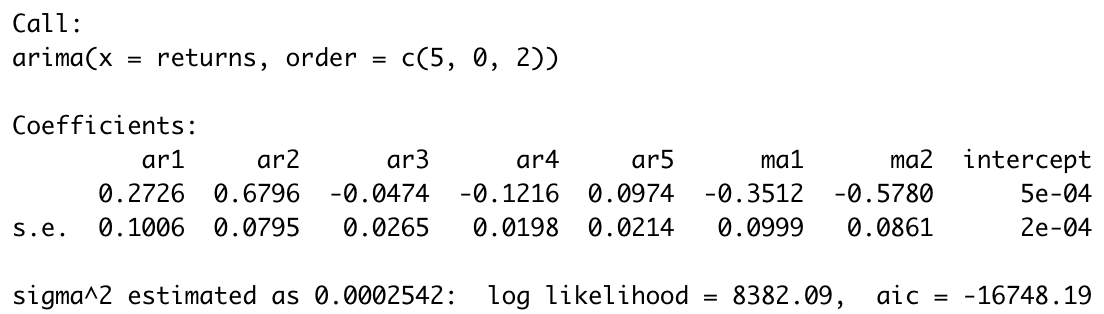 Call:
arima(x = returns, order = c(5, 0, 2))
Coefficients:
ar1 ar2 ar3 ar4 ar5 ma1 ma2 intercept
0.2726 0.6796 -0.0474 -0.1216 0.0974 -0.3512 -0.5780 5e-04
s.e. 0.1006 0.0795 0.0265 0.0198 0.0214 0.0999 0.0861 2e-04
sigma^2 estimated as 0.0002542: log likelihood = 8382.09, aic = -16748.19